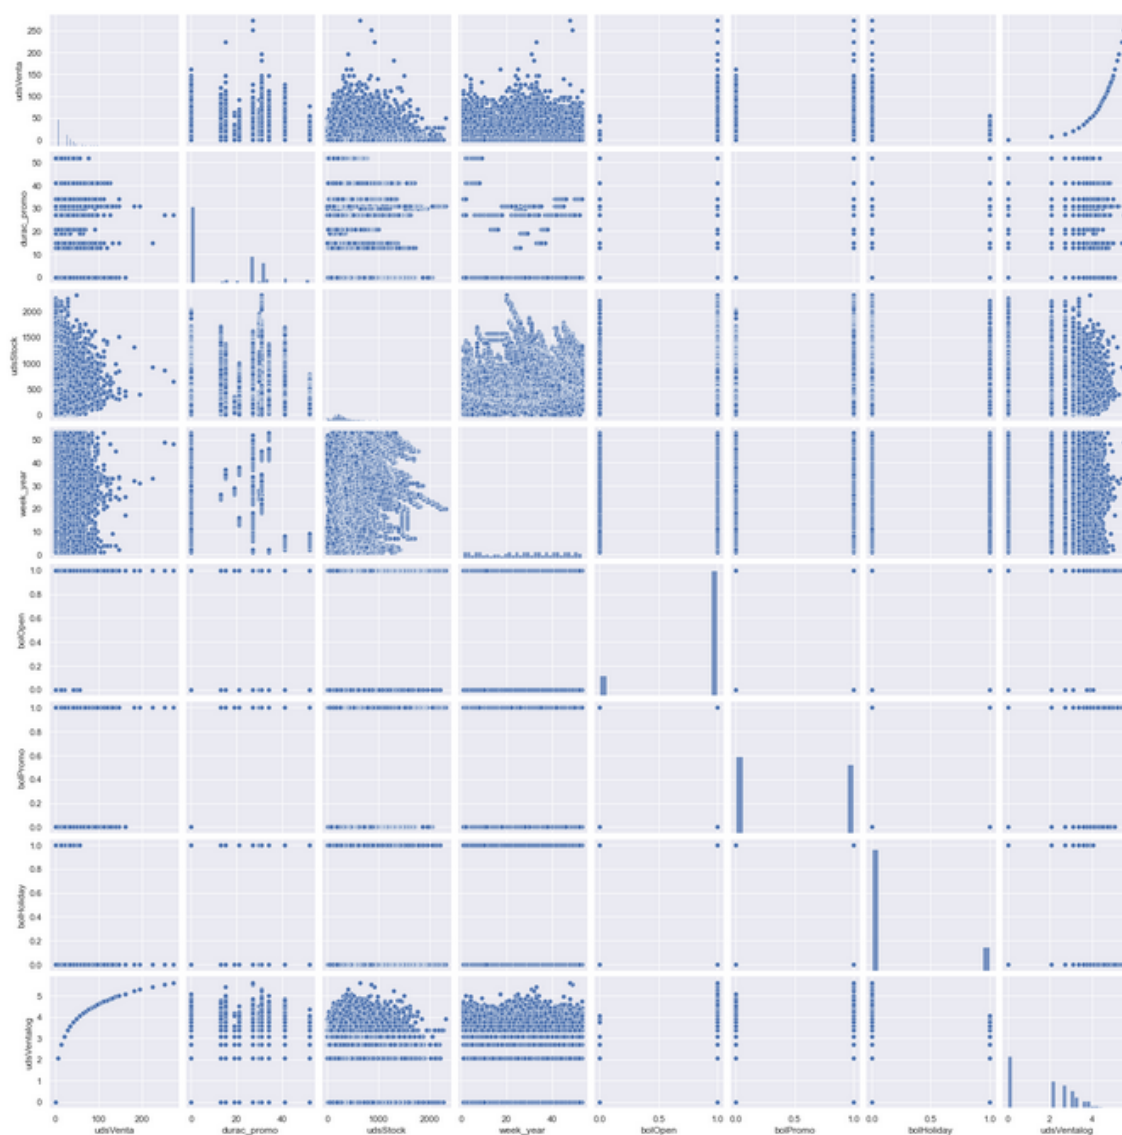 250
200
150
100
50
0
udsVenta
50
40
30
20
10
0
durac_promo
2000
1500
1000
500
0
udsStock
50
40
30
20
10
0
week_year
1.0
0.8
0.6
0.4
0.2
0.0
bolOpen
1.0
0.8
0.6
0.4
0.2
0.0
bolPromo
1.0
0.8
0.6
0.4
0.2
0.0
bolHoliday
5
4
3
2
1
0
udsVentalog
0 100 200
0 20 40
0 1000 2000
0 20 40
0.0 0.5 1.0
0.0 0.5 1.0
0.0 0.5 1.0
0 2 4
udsVenta durac_promo udsStock week_year bolOpen bolPromo bolHoliday udsVentalog